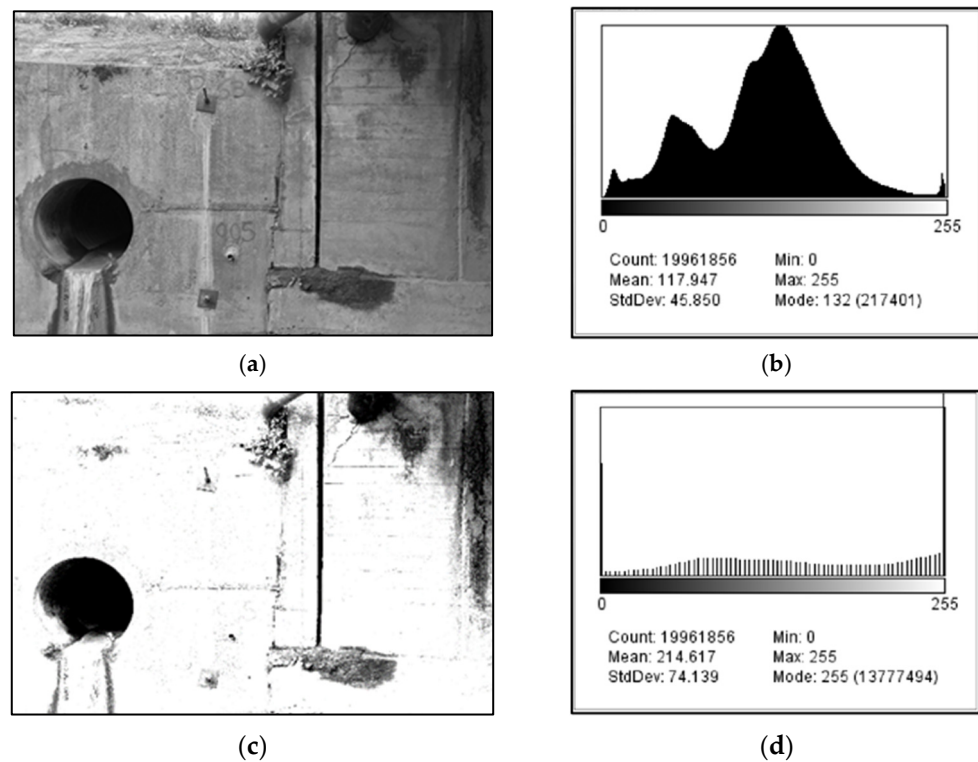 905
0
255
Count: 19961856
Min: 0
Mean: 117.947
Max: 255
StdDev: 45.850
Mode: 132 (217401)
(a)
(b)
0
255
Count: 19961856
Min: 0
Mean: 214.617
Max: 255
StdDev: 74.139
Mode: 255 (13777494)
(c)
(d)